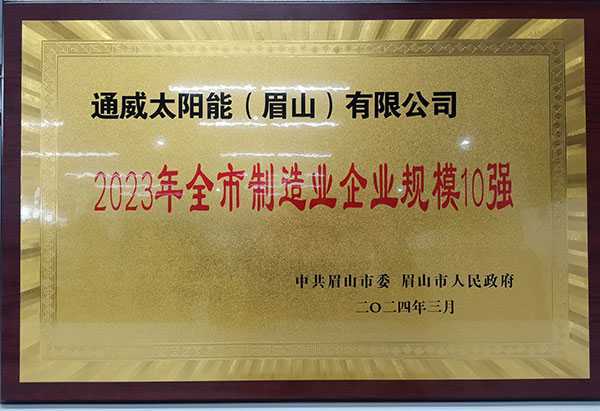 通威太阳能（眉山）有限公司
2023年全市制造业企业规模10强
中共眉山市委 眉山市人民政府
二〇二四年三月